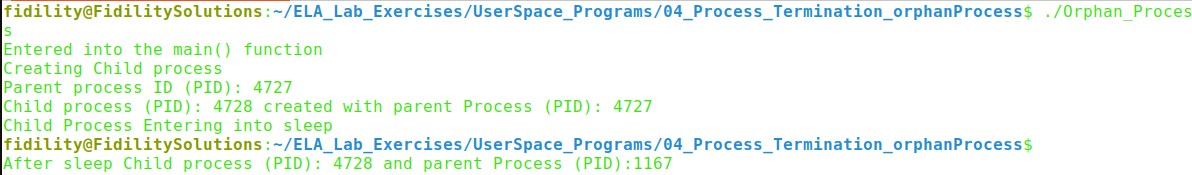 fidility@FidilitySolutions:~/ELA_Lab_Exercises/UserSpace_Programs/04_Process_Termination_orphanProcess$ ./Orphan_Proces
s
Entered into the main() function
Creating Child process
Parent process ID (PID): 4727
Child process (PID): 4728 created with parent Process (PID): 4727
Child Process Entering into sleep
fidility@FidilitySolutions:~/ELA_Lab_Exercises/UserSpace_Programs/04_Process_Termination_orphanProcess$
After sleep Child process (PID): 4728 and parent Process (PID):1167